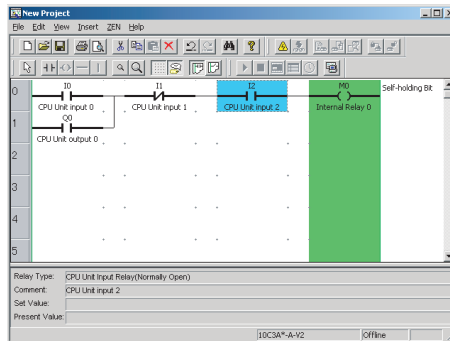 New Project
File Edit View Insert ZEN Help
0 I0 I1 I2 M0 Self-holding Bit
CPU Unit input 0 CPU Unit input 1 CPU Unit input 2 Internal Relay 0
1 Q0
CPU Unit output 0
2
3
4
5
Relay Type: CPU Unit Input Relay(Normally Open)
Comment: CPU Unit input 2
Set Value:
Present Value:
10C3A*-A-V2 Offline